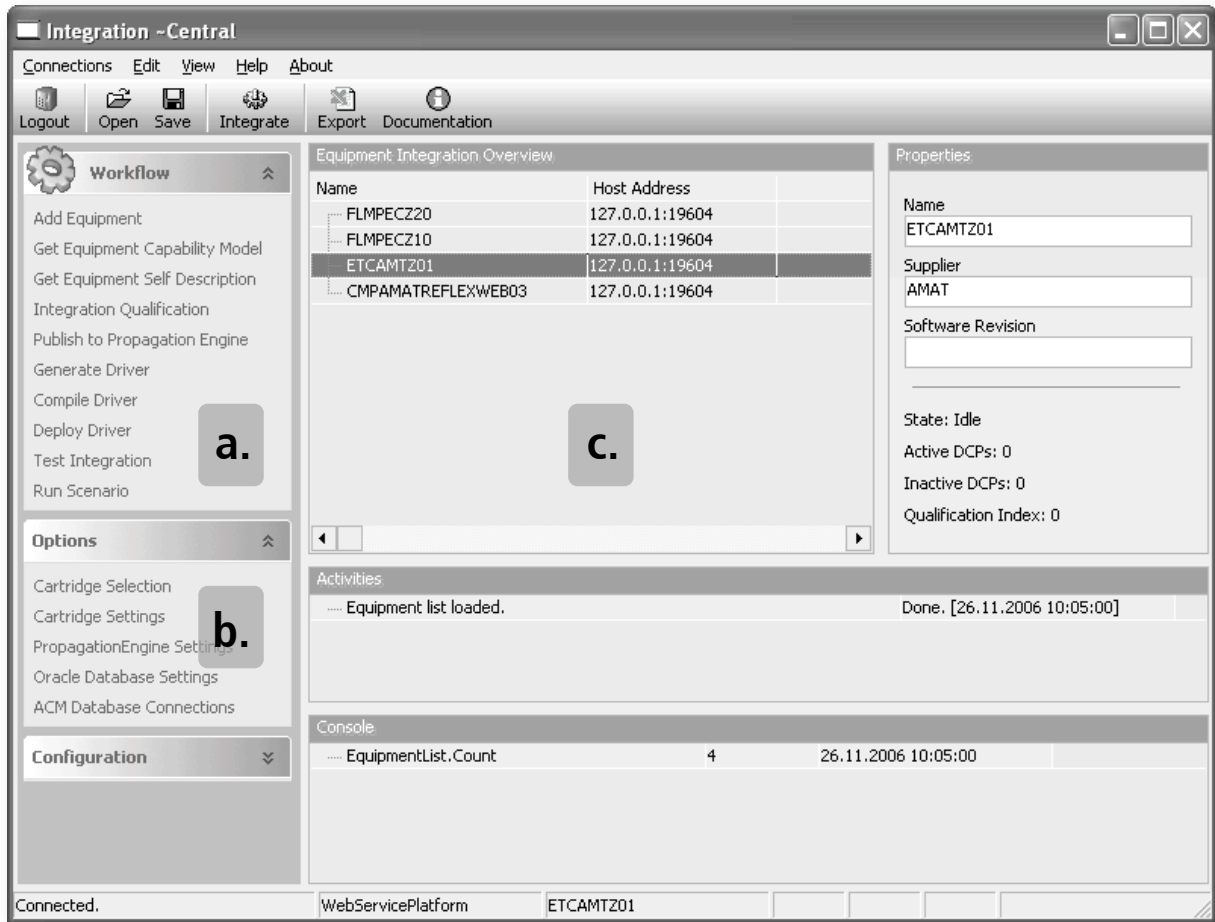 Integration ~Central
Connections Edit View Help About
Logout Open Save Integrate Export Documentation
Workflow
Add Equipment
Get Equipment Capability Model
Get Equipment Self Description
Integration Qualification
Publish to Propagation Engine
Generate Driver
Compile Driver
Deploy Driver
Test Integration
Run Scenario
a.
Options
Cartridge Selection
Cartridge Settings
PropagationEngine Settings
Oracle Database Settings
ACM Database Connections
b.
Configuration
Equipment Integration Overview
Name Host Address
FLMPECZ20 127.0.0.1:19604
FLMPECZ10 127.0.0.1:19604
ETCAMTZ01 127.0.0.1:19604
CMPAMATREFLEXWEB03 127.0.0.1:19604
c.
Properties
Name
ETCAMTZ01
Supplier
AMAT
Software Revision
State: Idle
Active DCPs: 0
Inactive DCPs: 0
Qualification Index: 0
Activities
Equipment list loaded. Done. [26.11.2006 10:05:00]
Console
EquipmentList.Count 4 26.11.2006 10:05:00
Connected. WebServicePlatform ETCAMTZ01